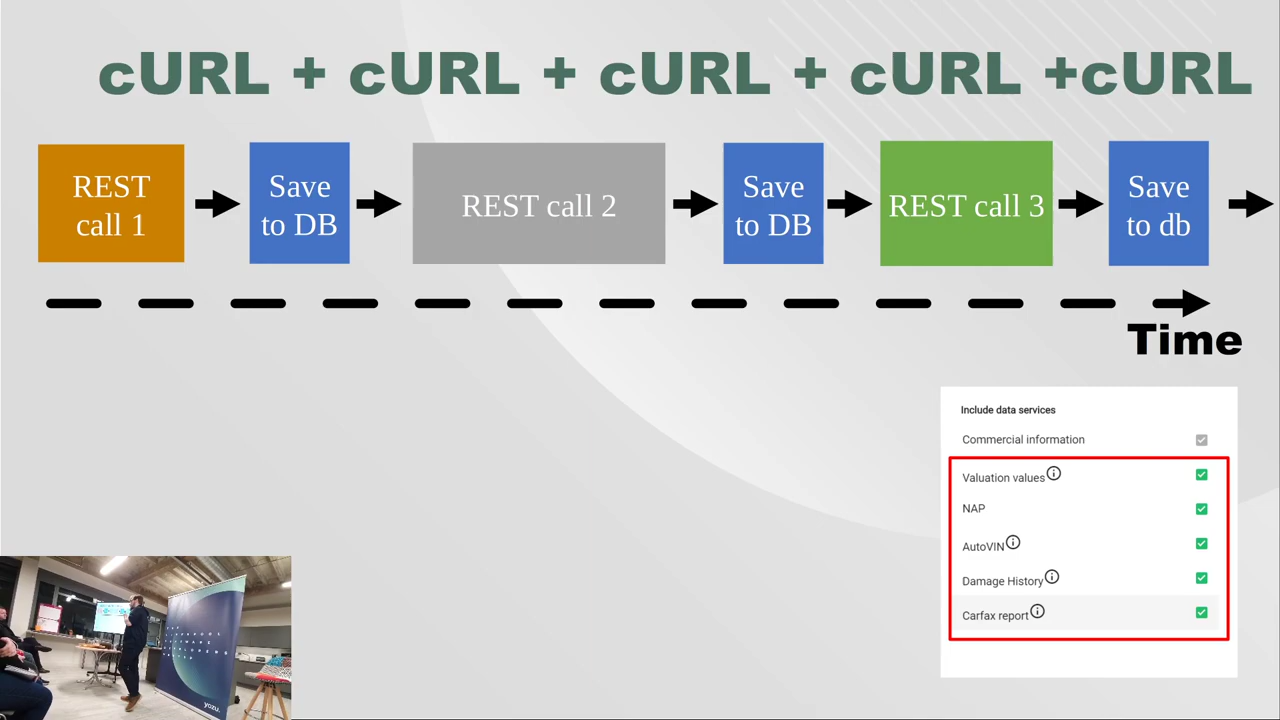 cURL + cURL + cURL + cURL +cURL
REST
call 1
Save
to DB
REST call 2
Save
to DB
REST call 3
Save
to db
Time
Include data services
Commercial information
Valuation values
NAP
AutoVIN
Damage History
Carfax report
yozu.